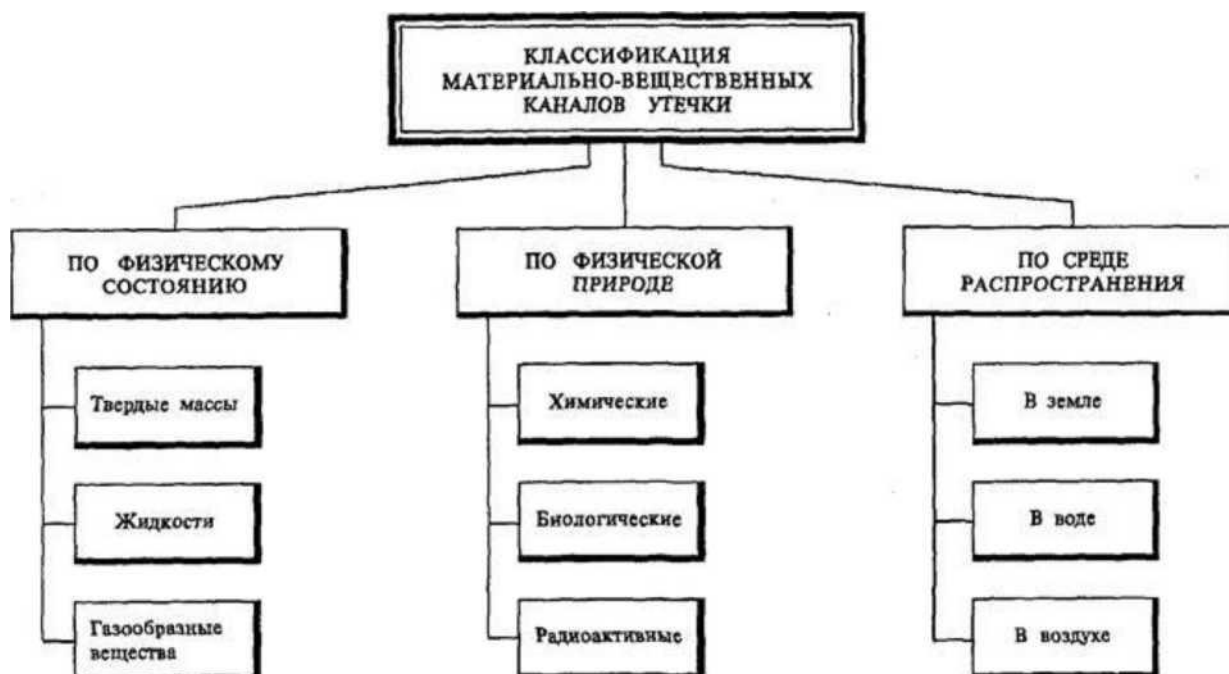 КЛАССИФИКАЦИЯ
МАТЕРИАЛЬНО-ВЕЩЕСТВЕННЫХ
КАНАЛОВ УТЕЧКИ
ПО ФИЗИЧЕСКОМУ
СОСТОЯНИЮ
Твердые массы
Жидкости
Газообразные
вещества
ПО ФИЗИЧЕСКОЙ
ПРИРОДЕ
Химические
Биологические
Радиоактивные
ПО СРЕДЕ
РАСПРОСТРАНЕНИЯ
В земле
В воде
В воздухе